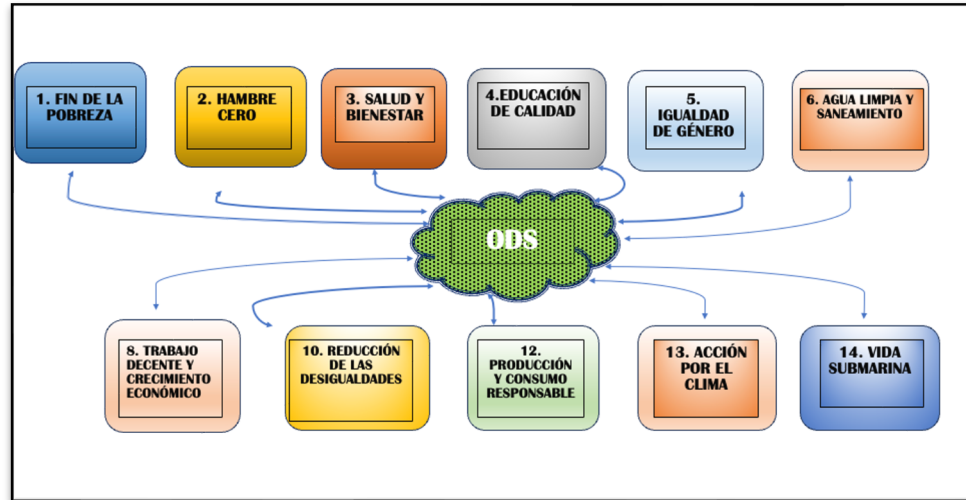 1. FIN DE LA
POBREZA
2. HAMBRE
CERO
3. SALUD Y
BIENESTAR
4.EDUCACIÓN
DE CALIDAD
5.
IGUALDAD
DE GÉNERO
6. AGUA LIMPIA Y
SANEAMIENTO
ODS
8. TRABAJO
DECENTE Y
CRECIMIENTO
ECONÓMICO
10. REDUCCIÓN
DE LAS
DESIGUALDADES
12.
PRODUCCIÓN
Y CONSUMO
RESPONSABLE
13. ACCIÓN
POR EL
CLIMA
14. VIDA
SUBMARINA